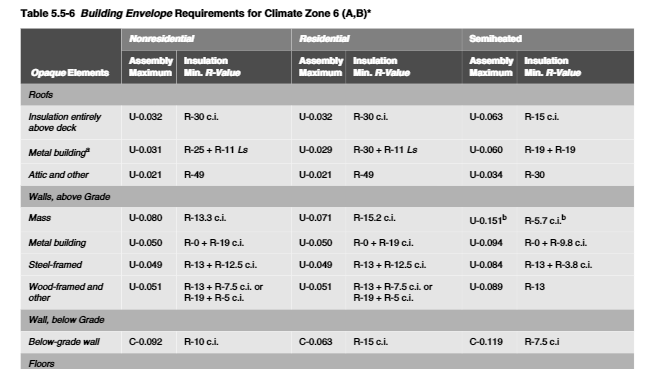 Table 5.5-6 Building Envelope Requirements for Climate Zone 6 (A,B)*
Nonresidential Residential Semiheated
Opaque Elements Assembly Maximum Insulation Min. R-Value Assembly Maximum Insulation Min. R-Value Assembly Maximum Insulation Min. R-Value
Roofs
Insulation entirely above deck U-0.032 R-30 c.i. U-0.032 R-30 c.i. U-0.063 R-15 c.i.
Metal buildingᵃ U-0.031 R-25 + R-11 Ls U-0.029 R-30 + R-11 Ls U-0.060 R-19 + R-19
Attic and other U-0.021 R-49 U-0.021 R-49 U-0.034 R-30
Walls, above Grade
Mass U-0.080 R-13.3 c.i. U-0.071 R-15.2 c.i. U-0.151ᵇ R-5.7 c.i.ᵇ
Metal building U-0.050 R-0 + R-19 c.i. U-0.050 R-0 + R-19 c.i. U-0.094 R-0 + R-9.8 c.i.
Steel-framed U-0.049 R-13 + R-12.5 c.i. U-0.049 R-13 + R-12.5 c.i. U-0.084 R-13 + R-3.8 c.i.
Wood-framed and other U-0.051 R-13 + R-7.5 c.i. or R-19 + R-5 c.i. U-0.051 R-13 + R-7.5 c.i. or R-19 + R-5 c.i. U-0.089 R-13
Wall, below Grade
Below-grade wall C-0.092 R-10 c.i. C-0.063 R-15 c.i. C-0.119 R-7.5 c.i
Floors